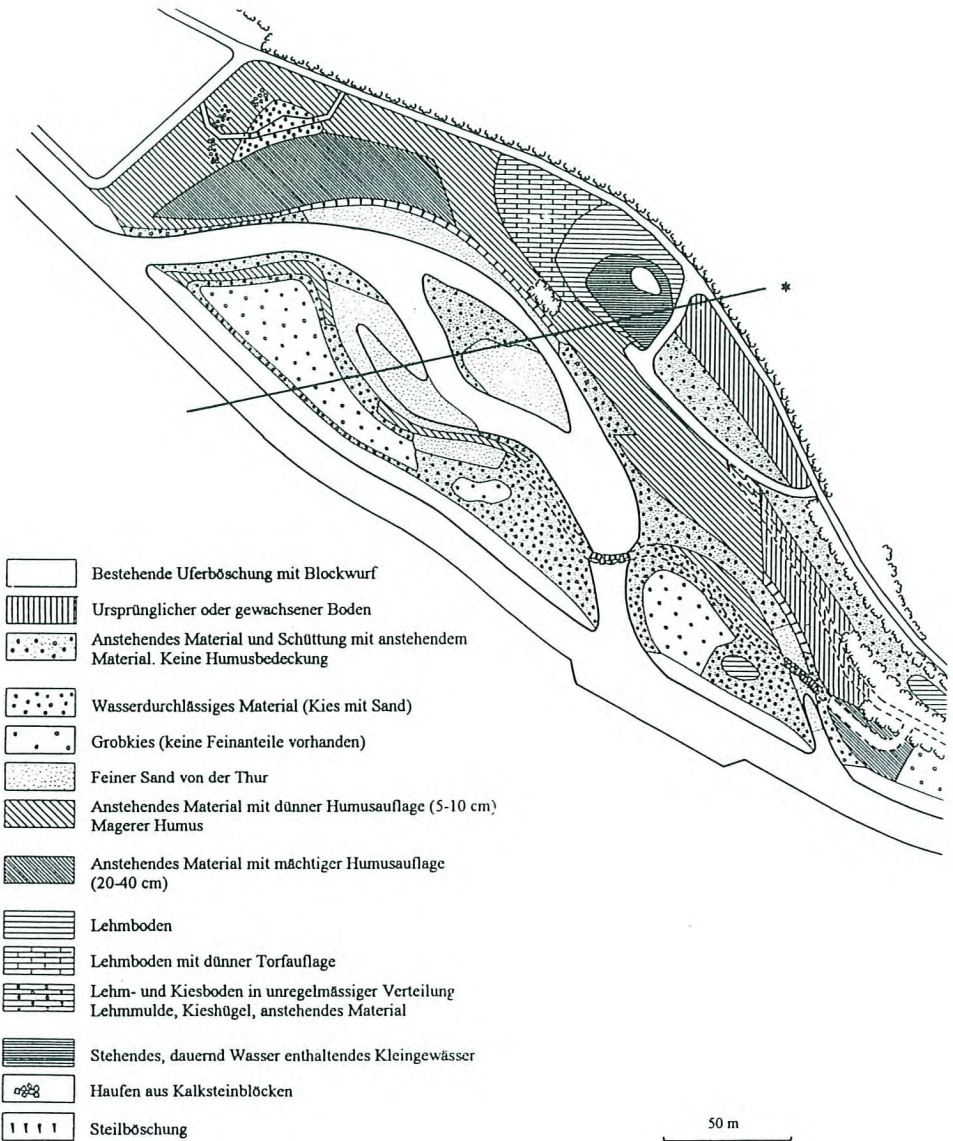 *
Bestehende Uferböschung mit Blockwurf
Ursprünglicher oder gewachsener Boden
Anstehendes Material und Schüttung mit anstehendem
Material. Keine Humusbedeckung
Wasserdurchlässiges Material (Kies mit Sand)
Grobkies (keine Feinanteile vorhanden)
Feiner Sand von der Thur
Anstehendes Material mit dünner Humusauflage (5-10 cm)
Magerer Humus
Anstehendes Material mit mächtiger Humusauflage
(20-40 cm)
Lehmboden
Lehmboden mit dünner Torfauflage
Lehm- und Kiesboden in unregelmässiger Verteilung
Lehmmulde, Kieshügel, anstehendes Material
Stehendes, dauernd Wasser enthaltendes Kleingewässer
Haufen aus Kalksteinblöcken
Steilböschung
50 m